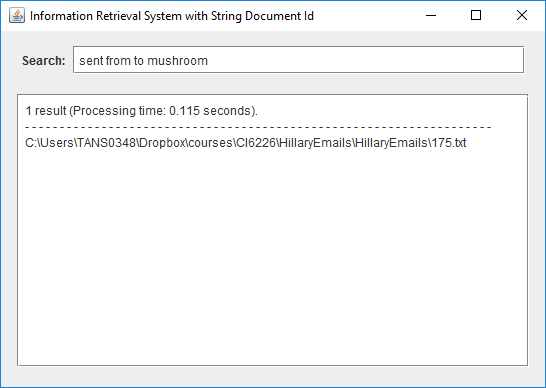 Information Retrieval System with String Document Id
Search: sent from to mushroom
1 result (Processing time: 0.115 seconds).
- - - - - - - - - - - - - - - - - - - - - - - - - - - - - - - - - - - - - - - - - - - - - - - - - - - - - - - - - - - - - - - - - -
C:\Users\TANS0348\Dropbox\courses\CI6226\HillaryEmails\HillaryEmails\175.txt